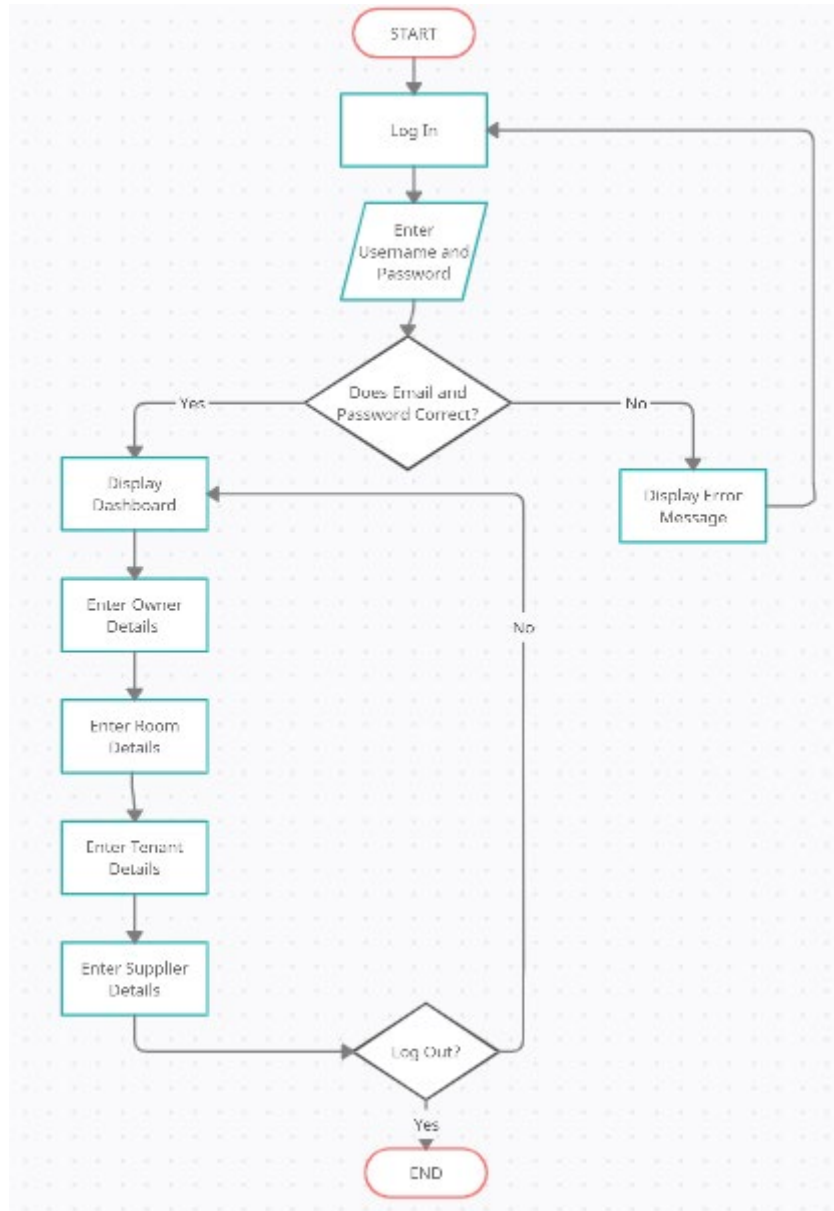 START
Log In
Enter
Username and
Password
Does Email and
Password Correct?
Yes
No
Display
Dashboard
Display Error
Message
Enter Owner
Details
No
Enter Room
Details
Enter Tenant
Details
Enter Supplier
Details
Log Out?
Yes
END